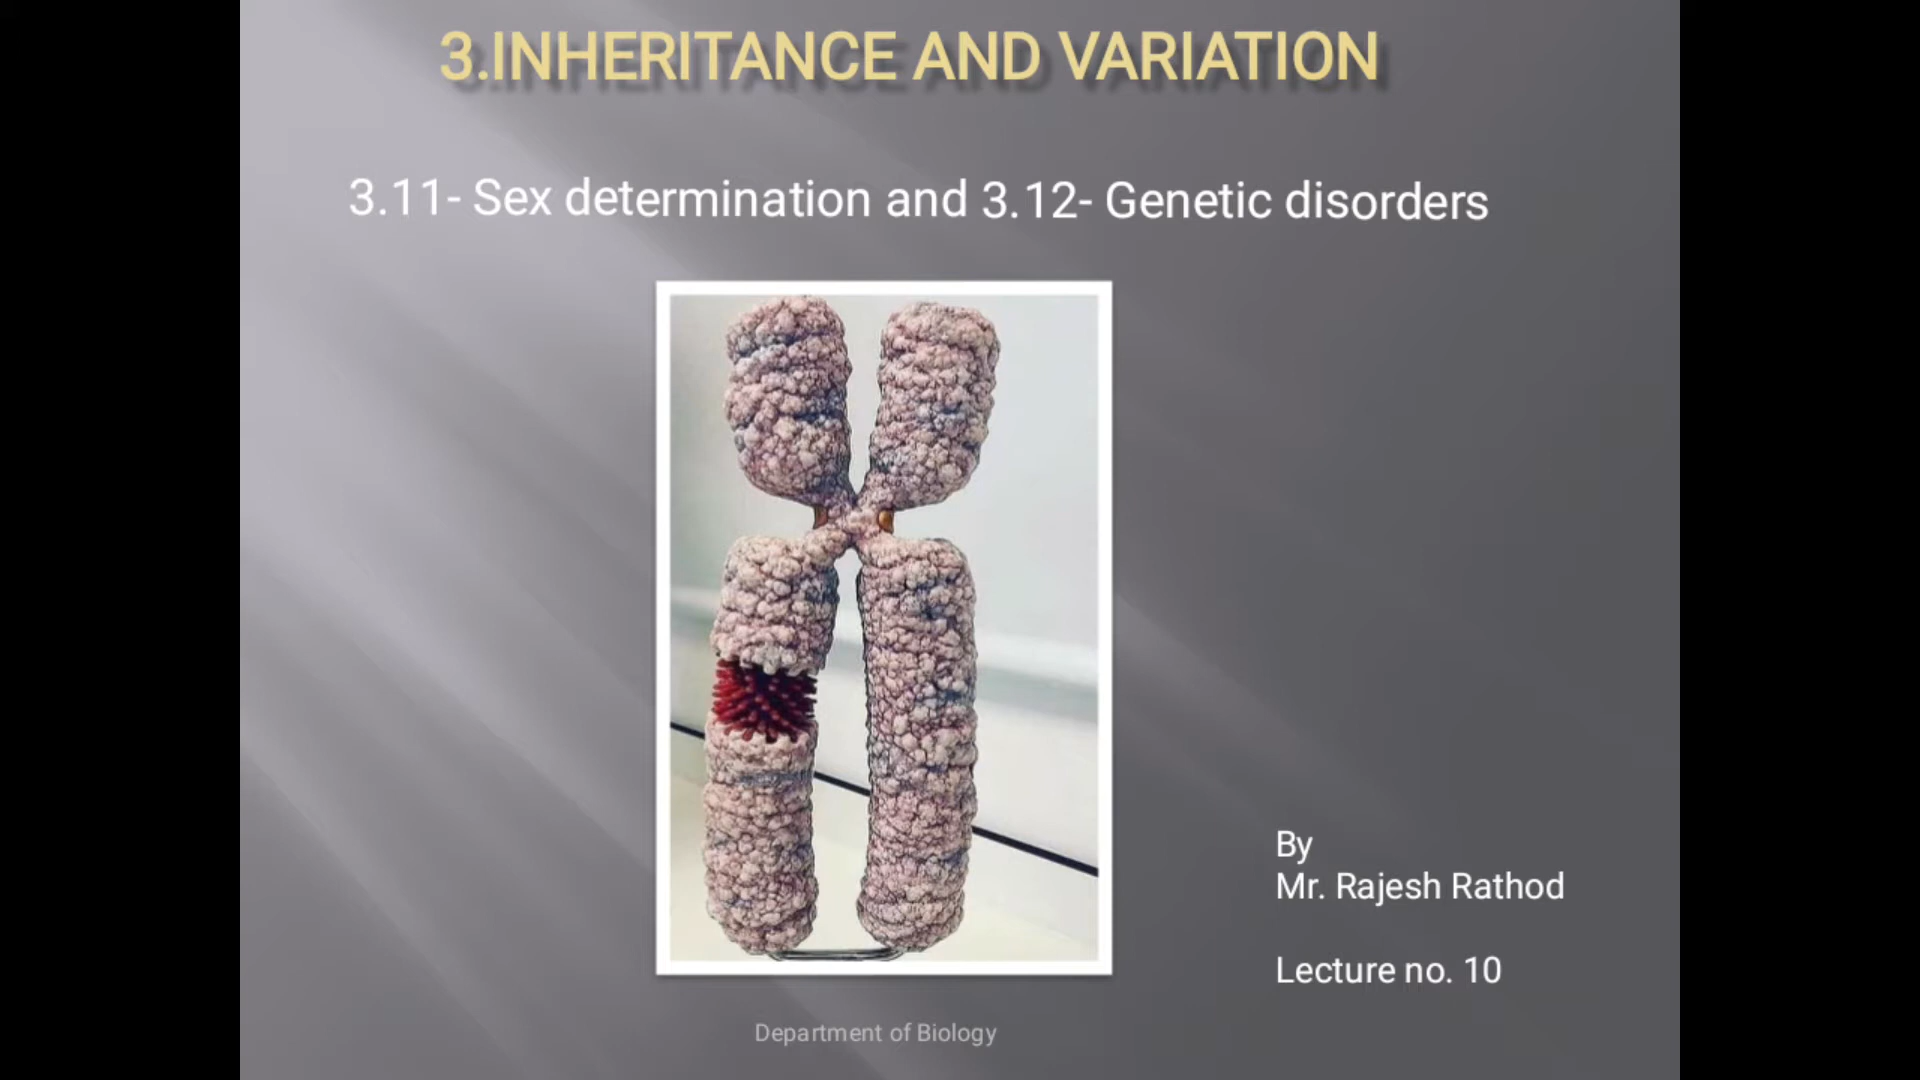 3.INHERITANCE AND VARIATION
3.11- Sex determination and 3.12- Genetic disorders
By
Mr. Rajesh Rathod
Lecture no. 10
Department of Biology